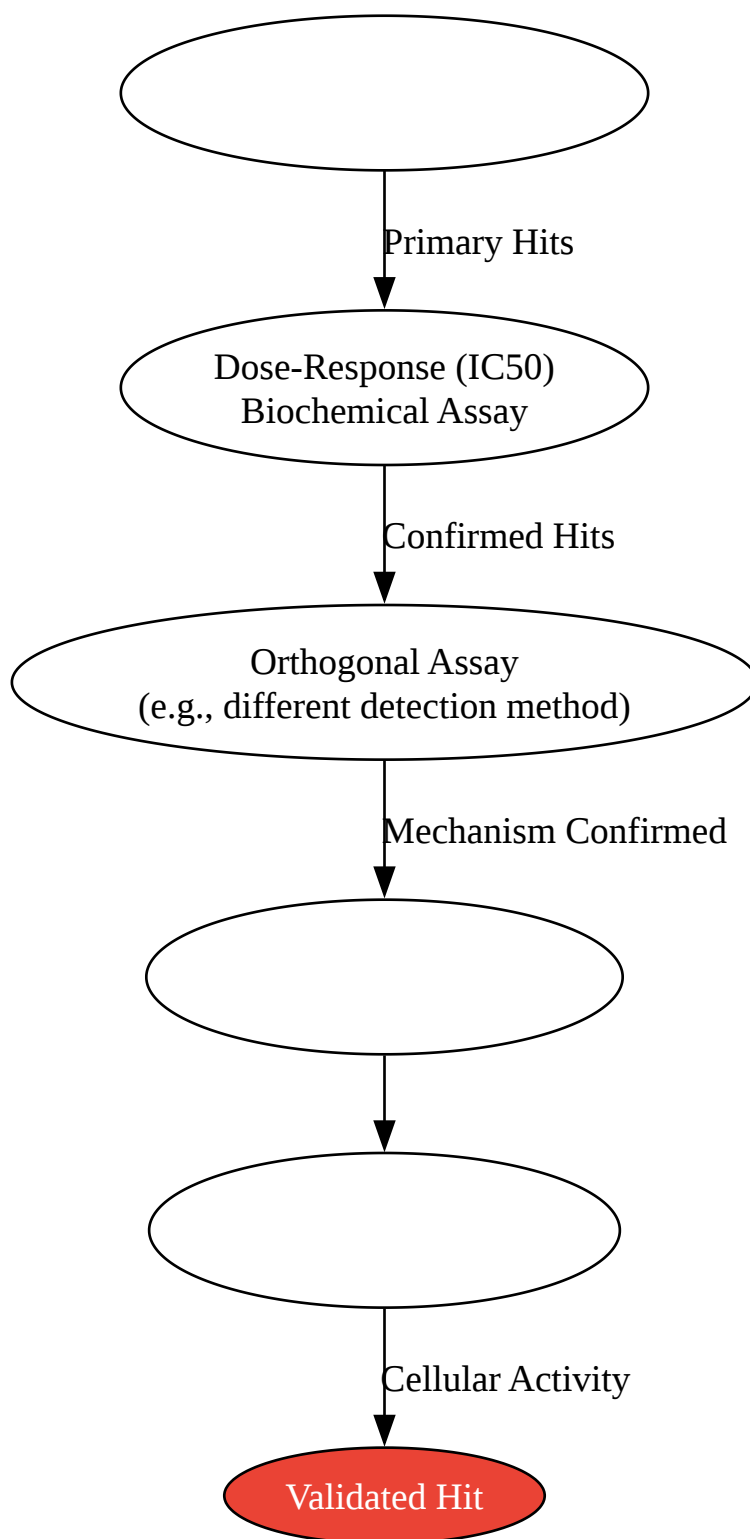 Primary Hits
Dose-Response (IC50)
Biochemical Assay
Confirmed Hits
Orthogonal Assay
(e.g., different detection method)
Mechanism Confirmed
Cellular Activity
Validated Hit